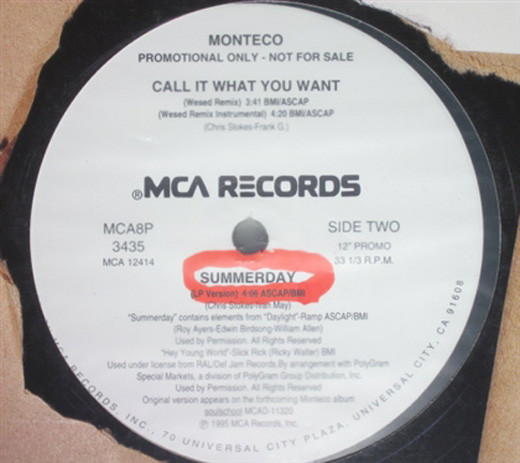 MONTECO
PROMOTIONAL ONLY - NOT FOR SALE
CALL IT WHAT YOU WANT
(Wesed Remix) 3:41 BMI/ASCAP
(Wesed Remix Instrumental) 4:20 BMI/ASCAP
(Chris Stokes-Frank G.)
®MCA RECORDS
MCA8P
3435
MCA 12414
SIDE TWO
12" PROMO
33 1/3 R.P.M.
SUMMERDAY
(LP Version) 4:06 ASCAP/BMI
(Chris Stokes-Ivan May)
"Summerday" contains elements from "Daylight"-Ramp ASCAP/BMI
(Roy Ayers-Edwin Birdsong-William Allen)
Used by Permission. All Rights Reserved
"Hey Young World"-Slick Rick (Ricky Walter) BMI
Used under license from RAL/Def Jam Records, By arrangement with PolyGram
Special Markets, a division of PolyGram Group Distribution, Inc.
Used by Permission. All Rights Reserved
Original version appears on the forthcoming Monteco album
soulschool MCAD-11320
℗ 1995 MCA Records, Inc.
MCA RECORDS, INC., 70 UNIVERSAL CITY PLAZA, UNIVERSAL CITY, CA 91608